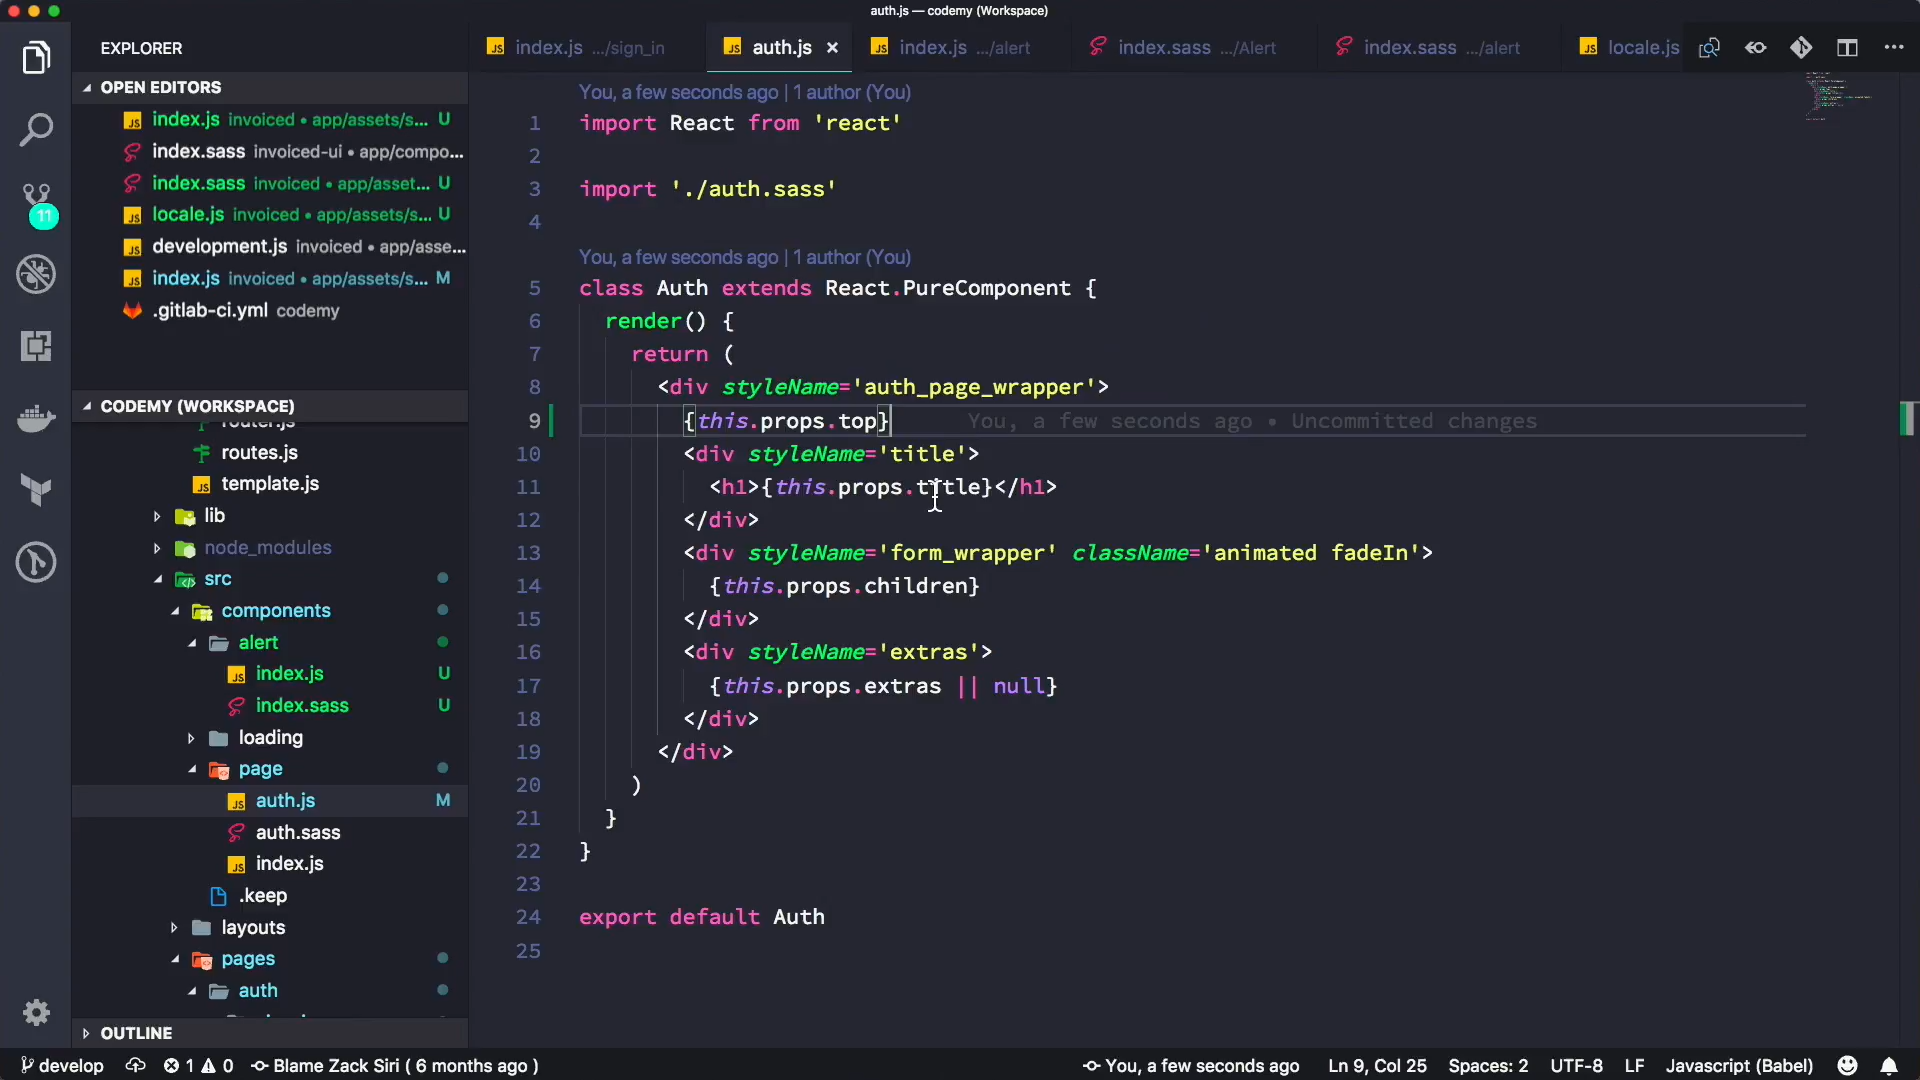 auth.js — codemy (Workspace)
EXPLORER
OPEN EDITORS
index.js invoiced • app/assets/s... U
index.sass invoiced-ui • app/compo...
index.sass invoiced • app/asset... U
locale.js invoiced • app/assets/s... U
development.js invoiced • app/asse...
index.js invoiced • app/assets/s... M
.gitlab-ci.yml codemy
CODEMY (WORKSPACE)
router.js
routes.js
template.js
lib
node_modules
src
components
alert
index.js U
index.sass U
loading
page
auth.js M
auth.sass
index.js
.keep
layouts
pages
auth
OUTLINE
11
index.js .../sign_in
auth.js ×
index.js .../alert
index.sass .../Alert
index.sass .../alert
locale.js
You, a few seconds ago | 1 author (You)
1 import React from 'react'
2
3 import './auth.sass'
4
You, a few seconds ago | 1 author (You)
5 class Auth extends React.PureComponent {
6 render() {
7 return (
8 <div styleName='auth_page_wrapper'>
9 {this.props.top} You, a few seconds ago • Uncommitted changes
10 <div styleName='title'>
11 <h1>{this.props.title}</h1>
12 </div>
13 <div styleName='form_wrapper' className='animated fadeIn'>
14 {this.props.children}
15 </div>
16 <div styleName='extras'>
17 {this.props.extras || null}
18 </div>
19 </div>
20 )
21 }
22 }
23
24 export default Auth
25
develop 1 0 Blame Zack Siri ( 6 months ago ) You, a few seconds ago Ln 9, Col 25 Spaces: 2 UTF-8 LF Javascript (Babel)